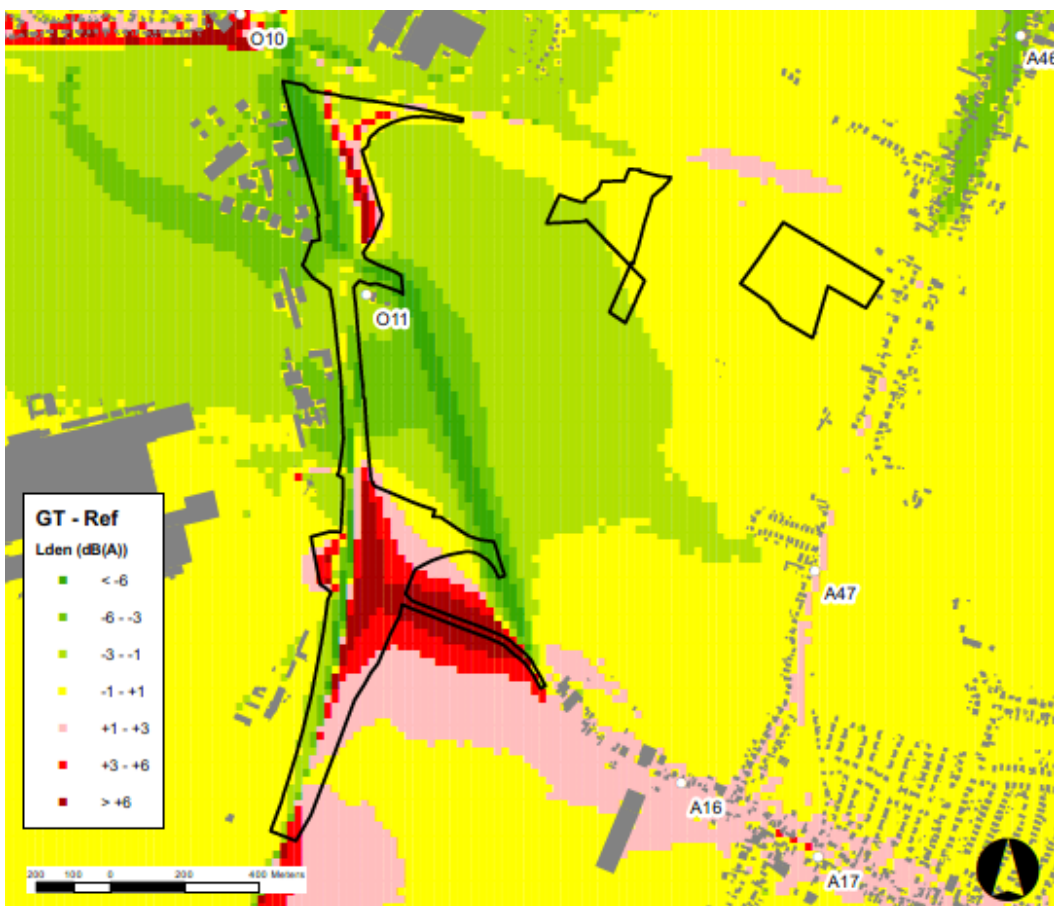 O10
A46
O11
GT - Ref
Lden (dB(A))
< -6
-6 - -3
-3 - -1
-1 - +1
+1 - +3
+3 - +6
> +6
A47
A16
A17
200 100 0 200 400 Meters